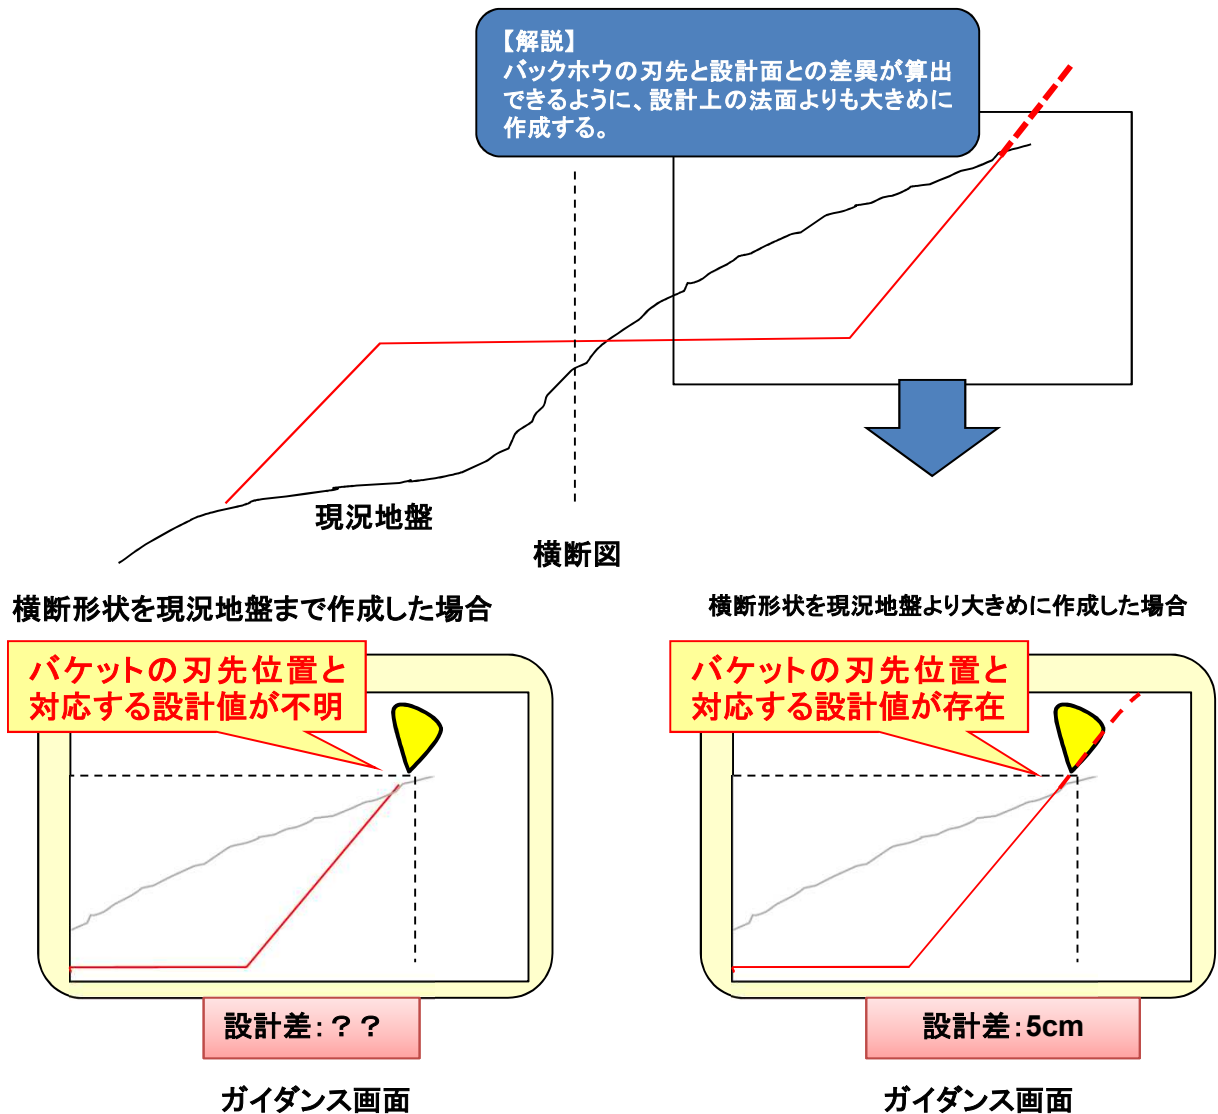 【解説】
バックホウの刃先と設計面との差異が算出
できるように、設計上の法面よりも大きめに
作成する。
現況地盤
横断図
横断形状を現況地盤まで作成した場合
バケットの刃先位置と
対応する設計値が不明
設計差:？？
ガイダンス画面
横断形状を現況地盤より大きめに作成した場合
バケットの刃先位置と
対応する設計値が存在
設計差:5cm
ガイダンス画面